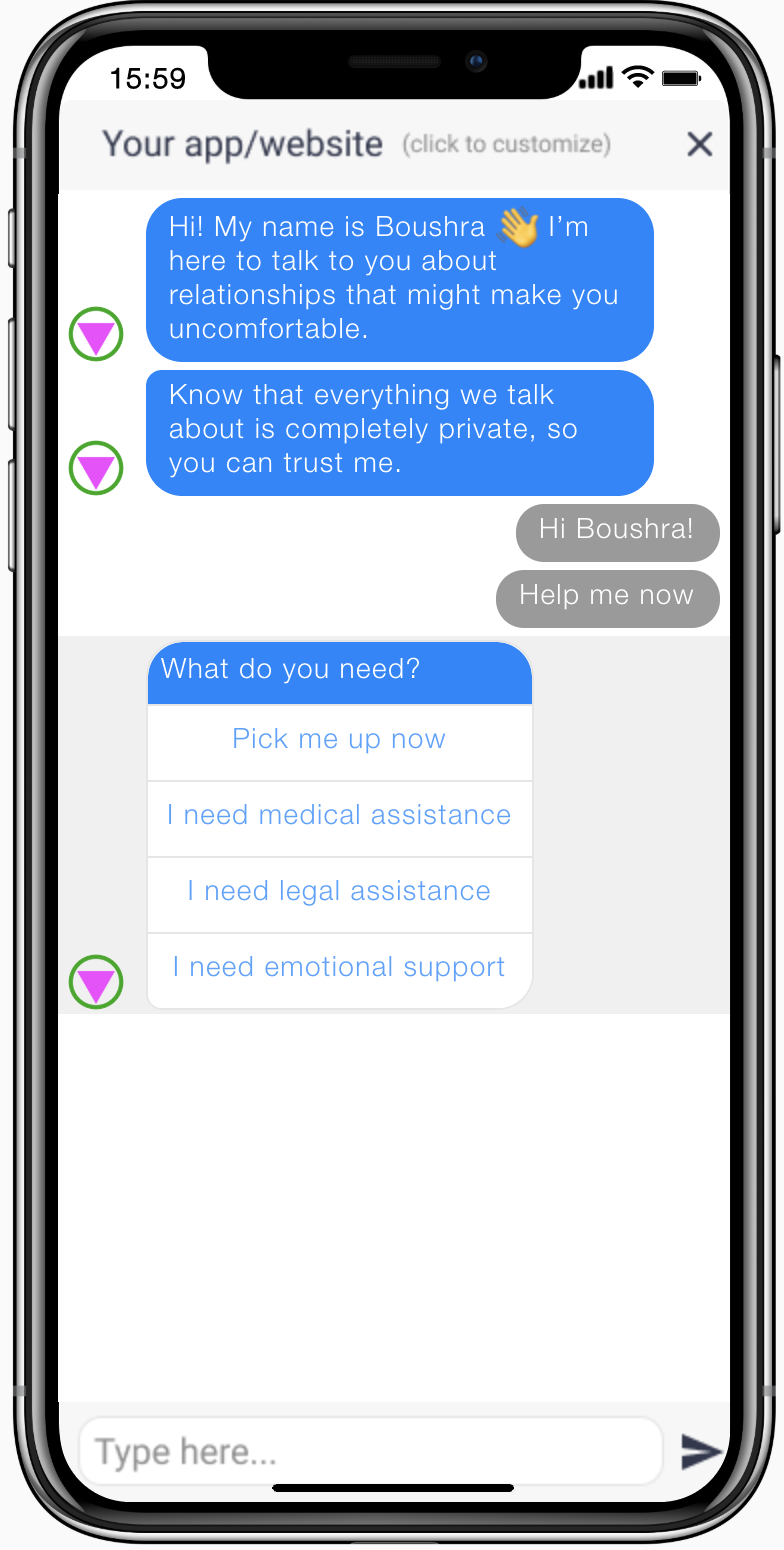 15:59
Your app/website (click to customize)
Hi! My name is Boushra 👋 I’m
here to talk to you about
relationships that might make you
uncomfortable.
Know that everything we talk
about is completely private, so
you can trust me.
Hi Boushra!
Help me now
What do you need?
Pick me up now
I need medical assistance
I need legal assistance
I need emotional support
Type here...